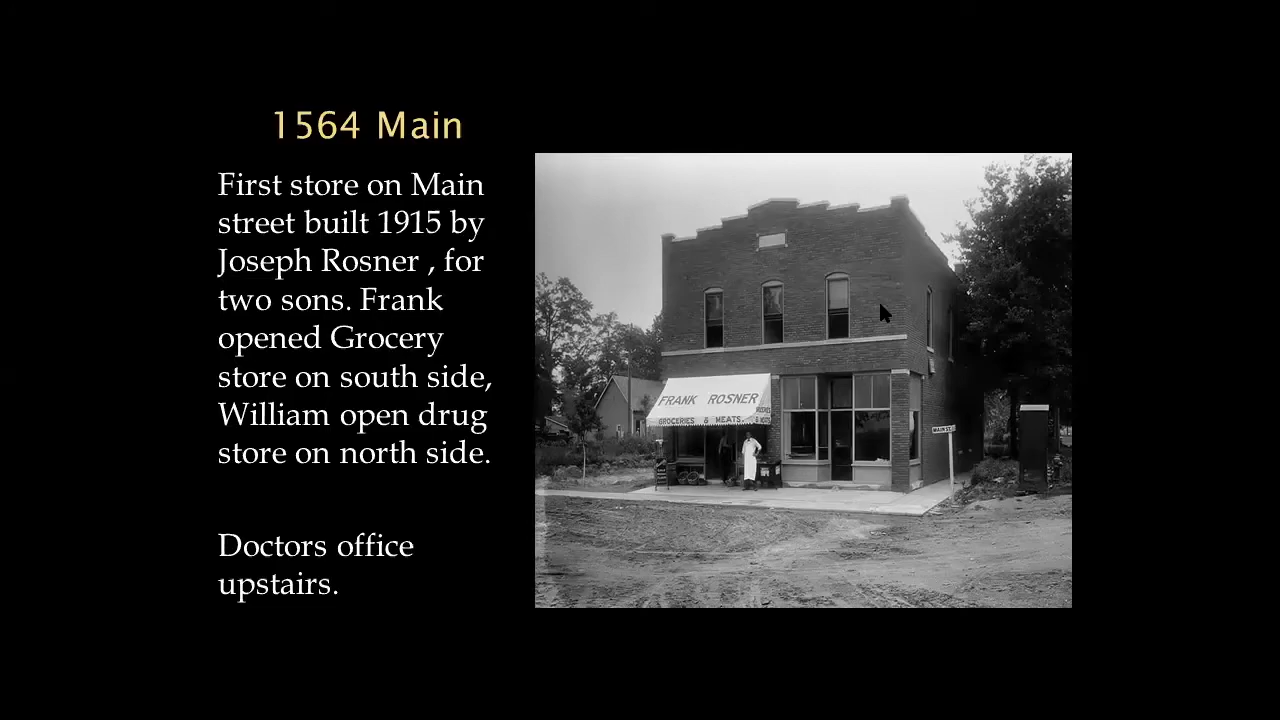 1564 Main
First store on Main
street built 1915 by
Joseph Rosner , for
two sons. Frank
opened Grocery
store on south side,
William open drug
store on north side.
Doctors office
upstairs.
FRANK ROSNER
GROCERIES & MEATS.
MAIN ST.